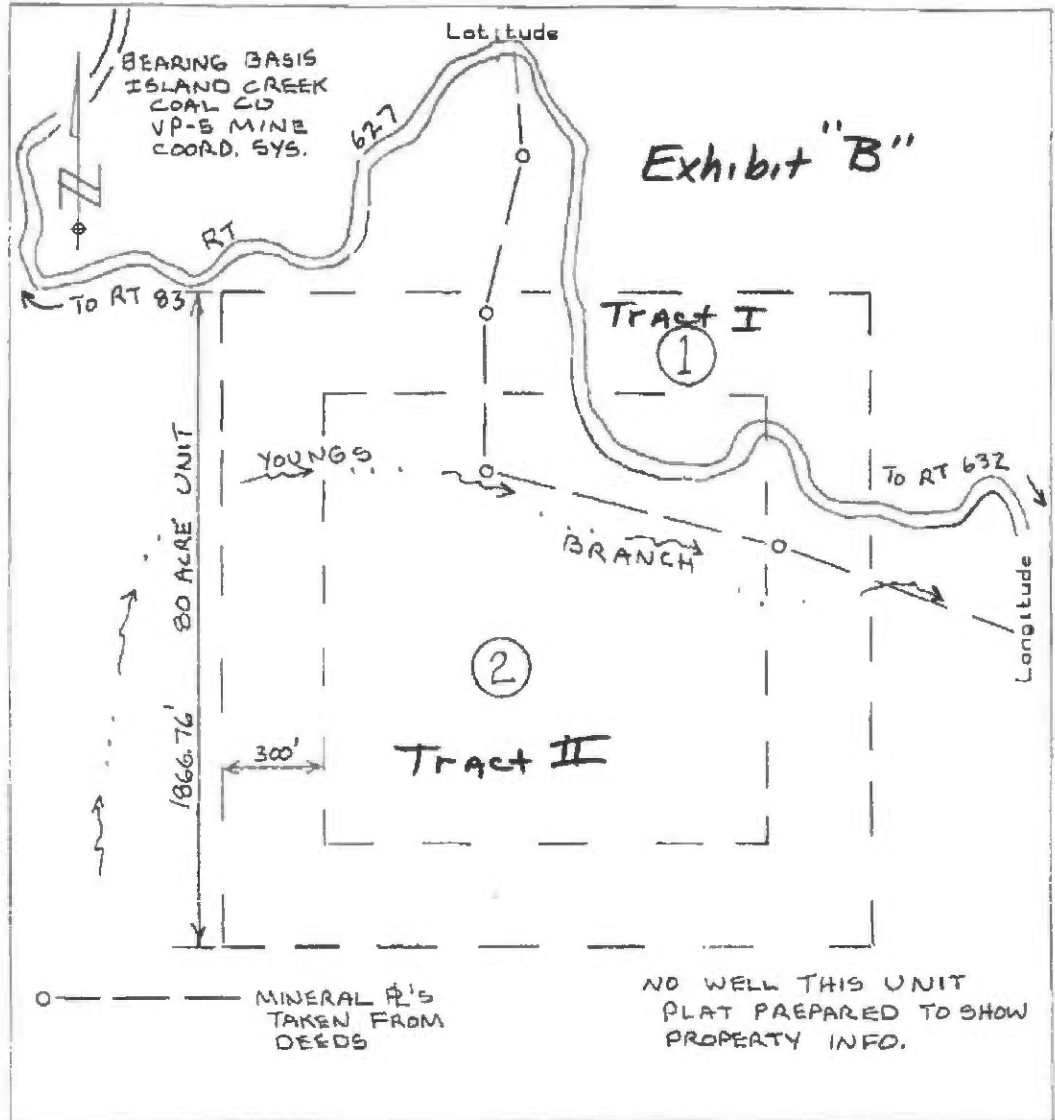 Latitude
BEARING BASIS
ISLAND CREEK
COAL CO
VP-5 MINE
COORD. SYS.
627
Exhibit "B"
N
RT
TO RT 83
Tract I
1
80 ACRE UNIT
1866.76'
YOUNGS
TO RT 632
BRANCH
Longitude
2
300'
Tract II
MINERAL PL'S
TAKEN FROM
DEEDS
NO WELL THIS UNIT
PLAT PREPARED TO SHOW
PROPERTY INFO.